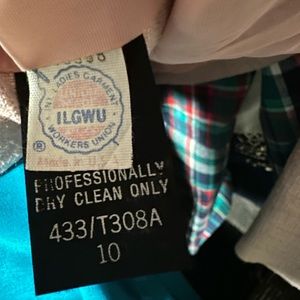 INT'L LADIES GARMENT
ILGWU
WORKERS UNION
®
Made in U.S.A.
PROFESSIONALLY
DRY CLEAN ONLY
433/T308A
10